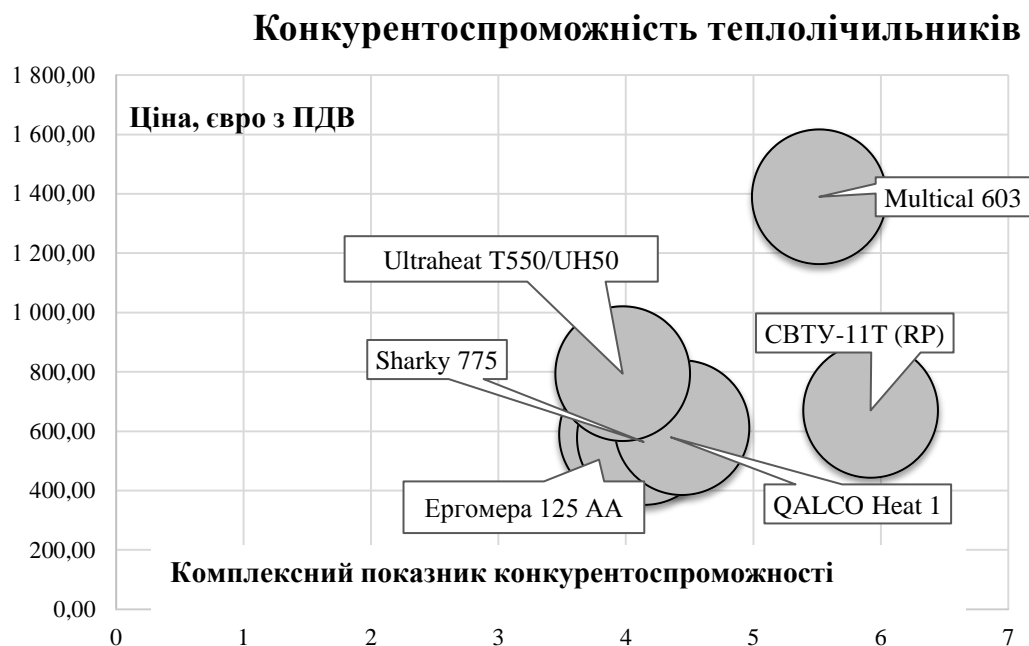 Конкурентоспроможність теплолічильників
1 800,00
Ціна, євро з ПДВ
1 600,00
1 400,00
Multical 603
1 200,00
Ultraheat T550/UH50
1 000,00
СВТУ-11Т (RP)
Sharky 775
800,00
600,00
Ергомера 125 АА
QALCO Heat 1
400,00
200,00
Комплексний показник конкурентоспроможності
0,00
0 1 2 3 4 5 6 7